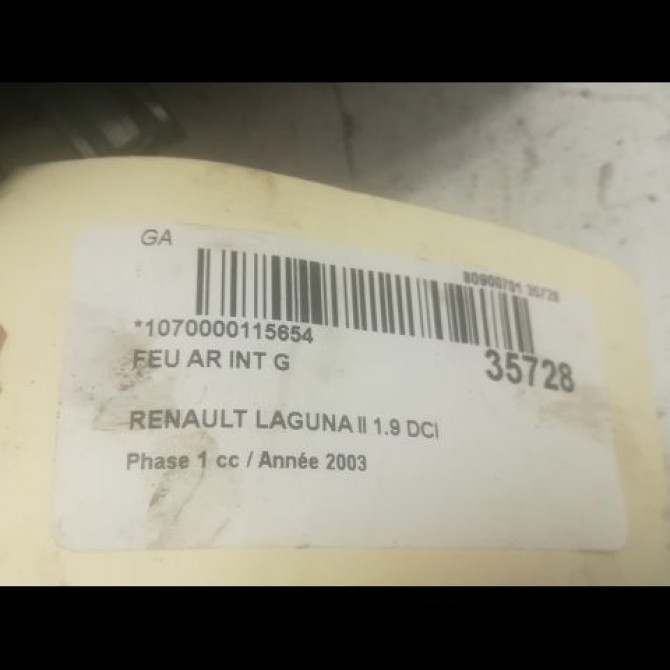 GA
80900701 35728
*1070000115654
FEU AR INT G
35728
RENAULT LAGUNA II 1.9 DCI
Phase 1 cc / Année 2003